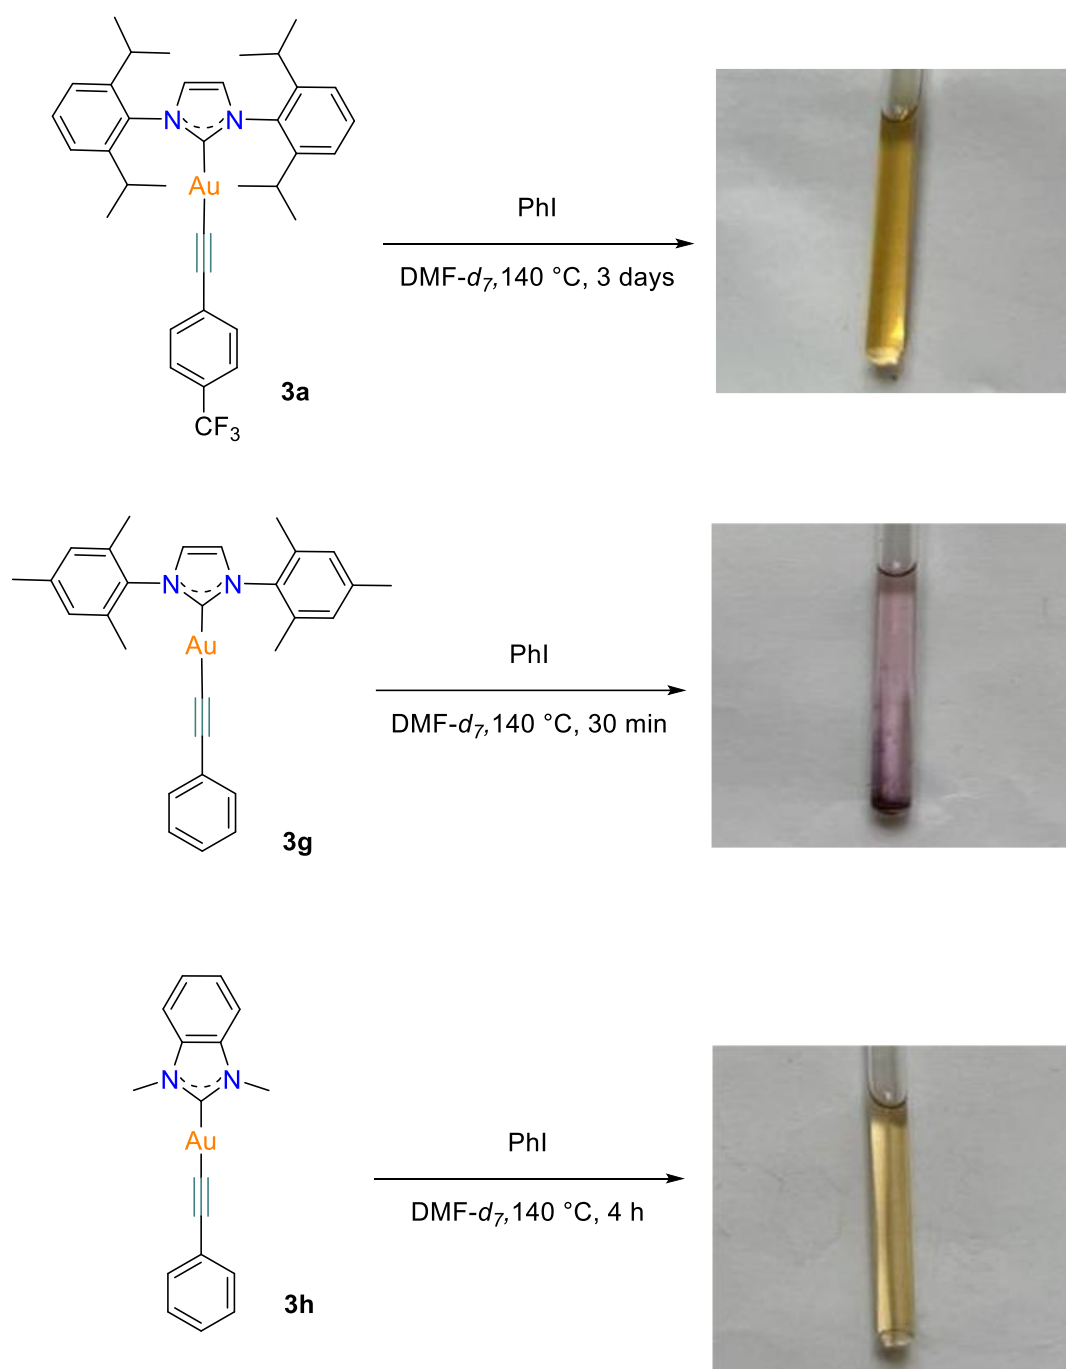 N N
Au
PhI
DMF-d7,140 °C, 3 days
3a
CF3
N N
Au
PhI
DMF-d7,140 °C, 30 min
3g
N N
Au
PhI
DMF-d7,140 °C, 4 h
3h